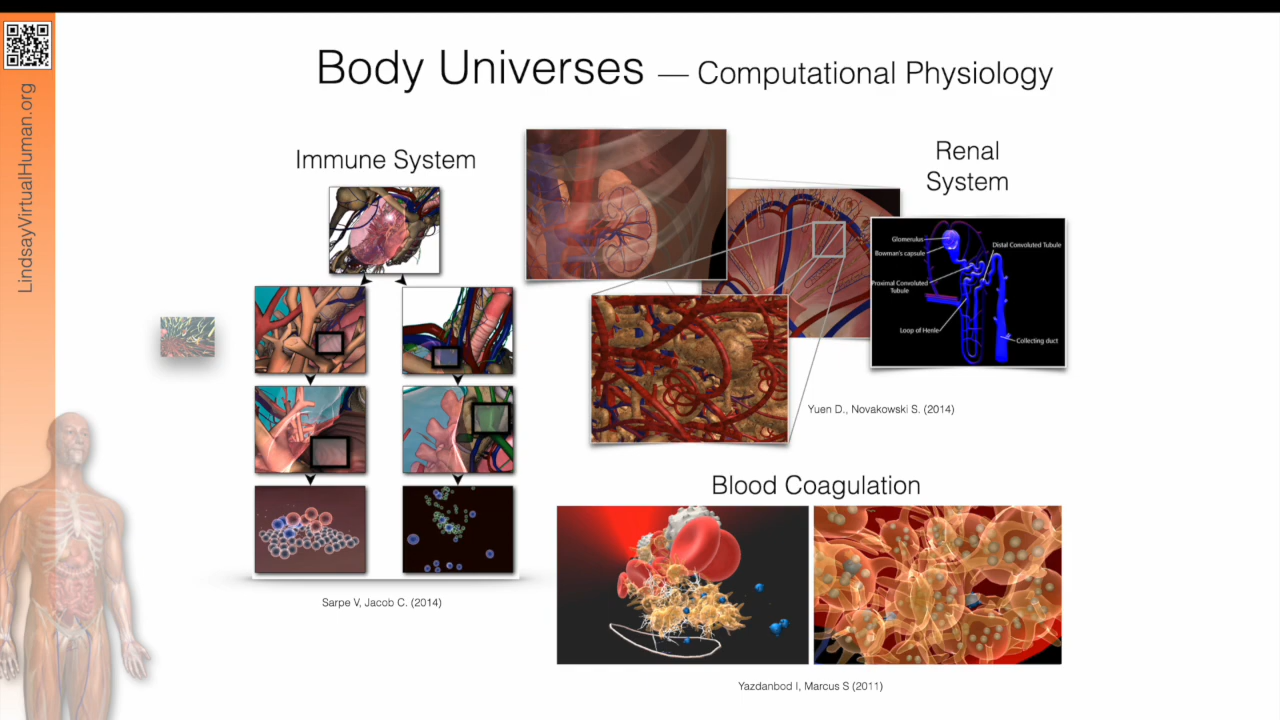 LindsayVirtualHuman.org
Body Universes — Computational Physiology
Immune System
Renal
System
Glomerulus
Bowman's capsule
Distal Convoluted Tubule
Proximal Convoluted
Tubule
Loop of Henle
Collecting duct
Yuen D., Novakowski S. (2014)
Blood Coagulation
Sarpe V, Jacob C. (2014)
Yazdanbod I, Marcus S (2011)